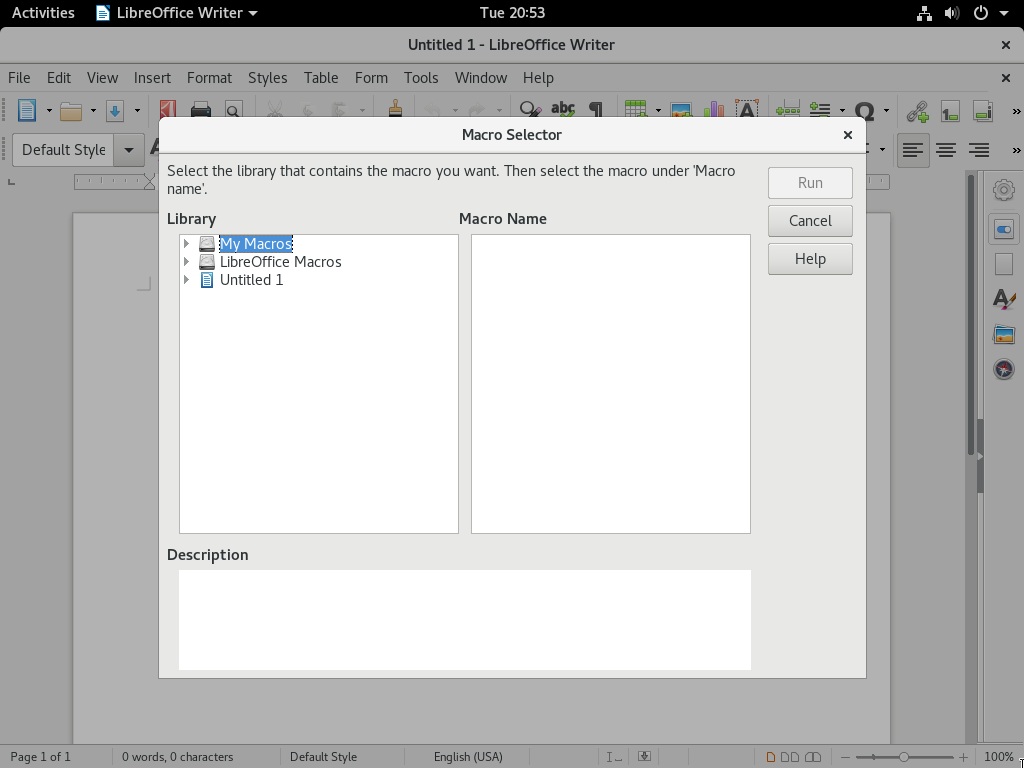 Activities LibreOffice Writer Tue 20:53
Untitled 1 - LibreOffice Writer
File Edit View Insert Format Styles Table Form Tools Window Help
Default Style
Macro Selector
Select the library that contains the macro you want. Then select the macro under 'Macro
name'.
Run
Cancel
Help
Library Macro Name
My Macros
LibreOffice Macros
Untitled 1
Description
Page 1 of 1 0 words, 0 characters Default Style English (USA) 100%